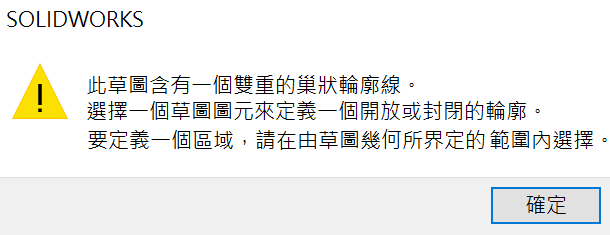 SOLIDWORKS
此草圖含有一個雙重的巢狀輪廓線。
選擇一個草圖圖元來定義一個開放或封閉的輪廓。
要定義一個區域，請在由草圖幾何所界定的範圍內選擇。
確定